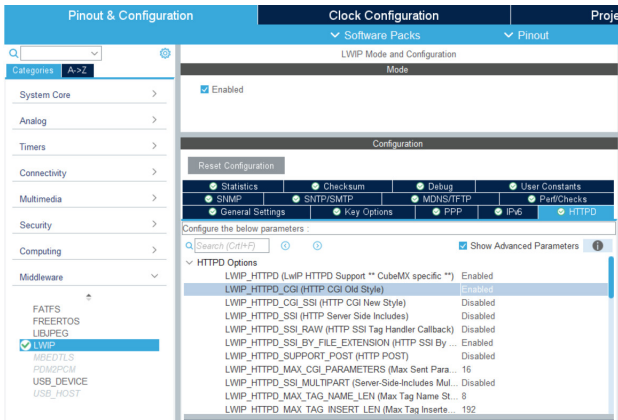 Pinout & Configuration Clock Configuration Proje
Software Packs Pinout
LWIP Mode and Configuration
Mode
Categories A->Z
Enabled
System Core
Analog
Timers
Connectivity
Multimedia
Security
Computing
Middleware
FATFS
FREERTOS
LIBJPEG
LWIP
MBEDTLS
PDM2PCM
USB_DEVICE
USB_HOST
Configuration
Reset Configuration
Statistics Checksum Debug User Constants
SNMP SNTP/SMTP MDNS/TFTP Perf/Checks
General Settings Key Options PPP IPv6 HTTPD
Configure the below parameters :
Search (Crtl+F) Show Advanced Parameters
HTTPD Options
LWIP_HTTPD (LwIP HTTPD Support ** CubeMX specific **) Enabled
LWIP_HTTPD_CGI (HTTP CGI Old Style) Enabled
LWIP_HTTPD_CGI_SSI (HTTP CGI New Style) Disabled
LWIP_HTTPD_SSI (HTTP Server Side Includes) Disabled
LWIP_HTTPD_SSI_RAW (HTTP SSI Tag Handler Callback) Disabled
LWIP_HTTPD_SSI_BY_FILE_EXTENSION (HTTP SSI By ... Enabled
LWIP_HTTPD_SUPPORT_POST (HTTP POST) Disabled
LWIP_HTTPD_MAX_CGI_PARAMETERS (Max Sent Para... 16
LWIP_HTTPD_SSI_MULTIPART (Server-Side-Includes Mul... Disabled
LWIP_HTTPD_MAX_TAG_NAME_LEN (Max Tag Name St... 8
LWIP_HTTPD_MAX_TAG_INSERT_LEN (Max Tag Inserte... 192